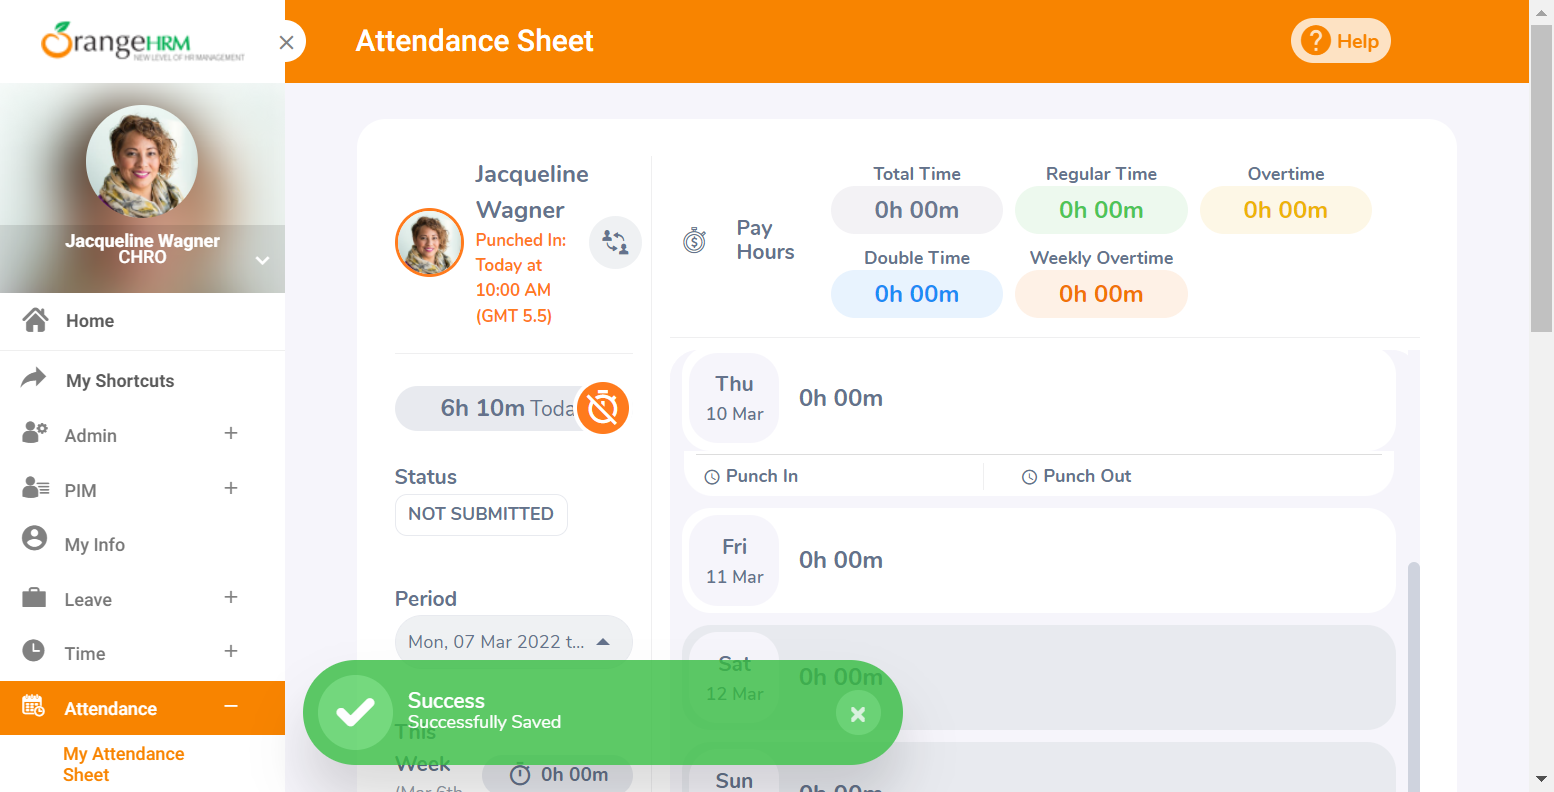 OrangeHRM
NEW LEVEL OF HR MANAGEMENT
Attendance Sheet
? Help
Jacqueline Wagner
CHRO
Home
My Shortcuts
Admin
PIM
My Info
Leave
Time
Attendance
My Attendance
Sheet
Jacqueline
Wagner
Punched In:
Today at
10:00 AM
(GMT 5.5)
6h 10m Toda
Status
NOT SUBMITTED
Period
Mon, 07 Mar 2022 t...
This
Week
0h 00m
(Mar 6th
Pay
Hours
Total Time
0h 00m
Regular Time
0h 00m
Overtime
0h 00m
Double Time
0h 00m
Weekly Overtime
0h 00m
Thu
10 Mar
0h 00m
Punch In
Punch Out
Fri
11 Mar
0h 00m
Sat
12 Mar
0h 00m
Sun
0h 00m
Success
Successfully Saved